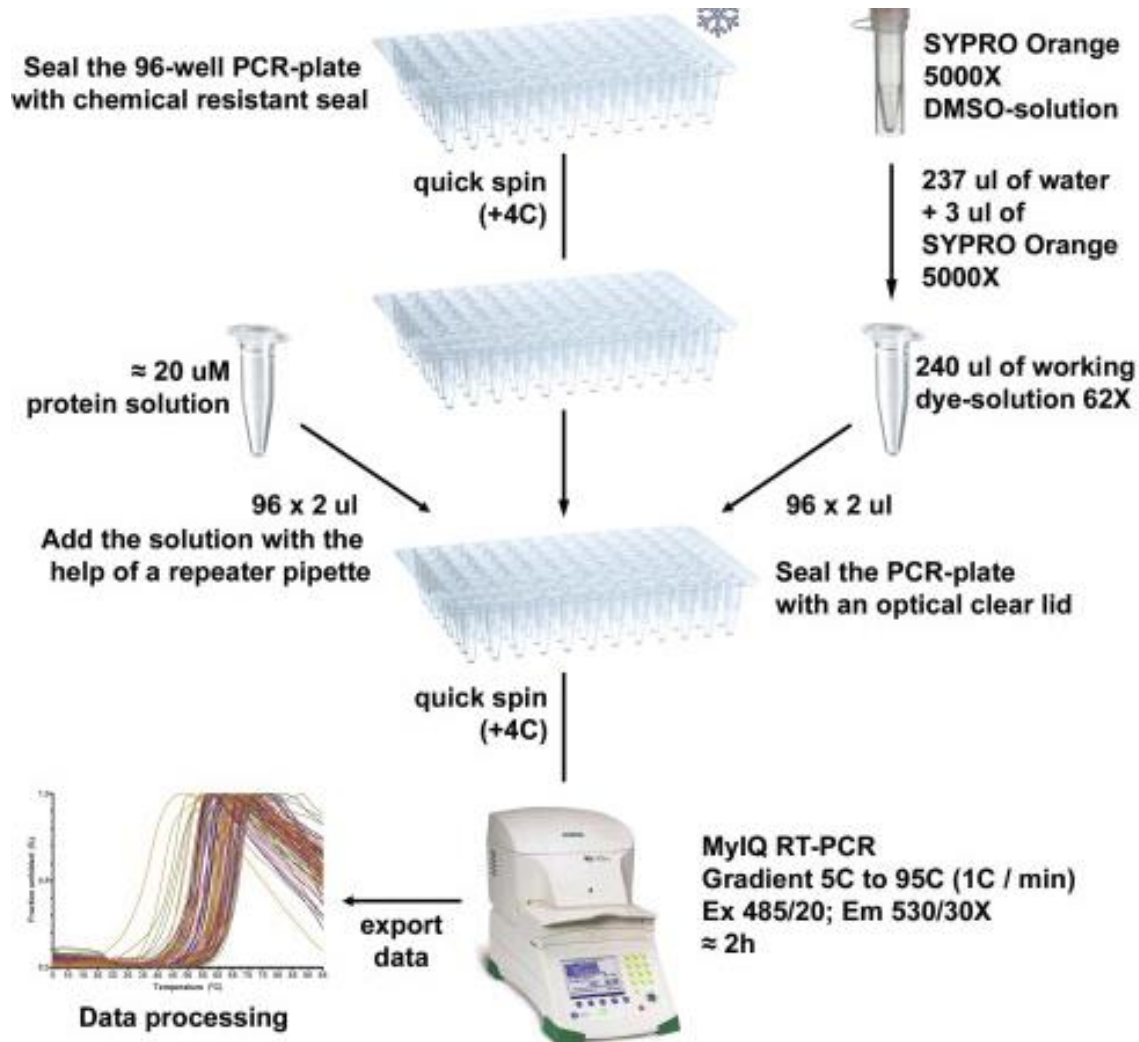 Seal the 96-well PCR-plate
with chemical resistant seal
SYPRO Orange
5000X
DMSO-solution
quick spin
(+4C)
237 ul of water
+ 3 ul of
SYPRO Orange
5000X
≈ 20 uM
protein solution
240 ul of working
dye-solution 62X
96 x 2 ul
Add the solution with the
help of a repeater pipette
96 x 2 ul
Seal the PCR-plate
with an optical clear lid
quick spin
(+4C)
Temperature (°C)
Data processing
export
data
MyIQ RT-PCR
Gradient 5C to 95C (1C / min)
Ex 485/20; Em 530/30X
≈ 2h